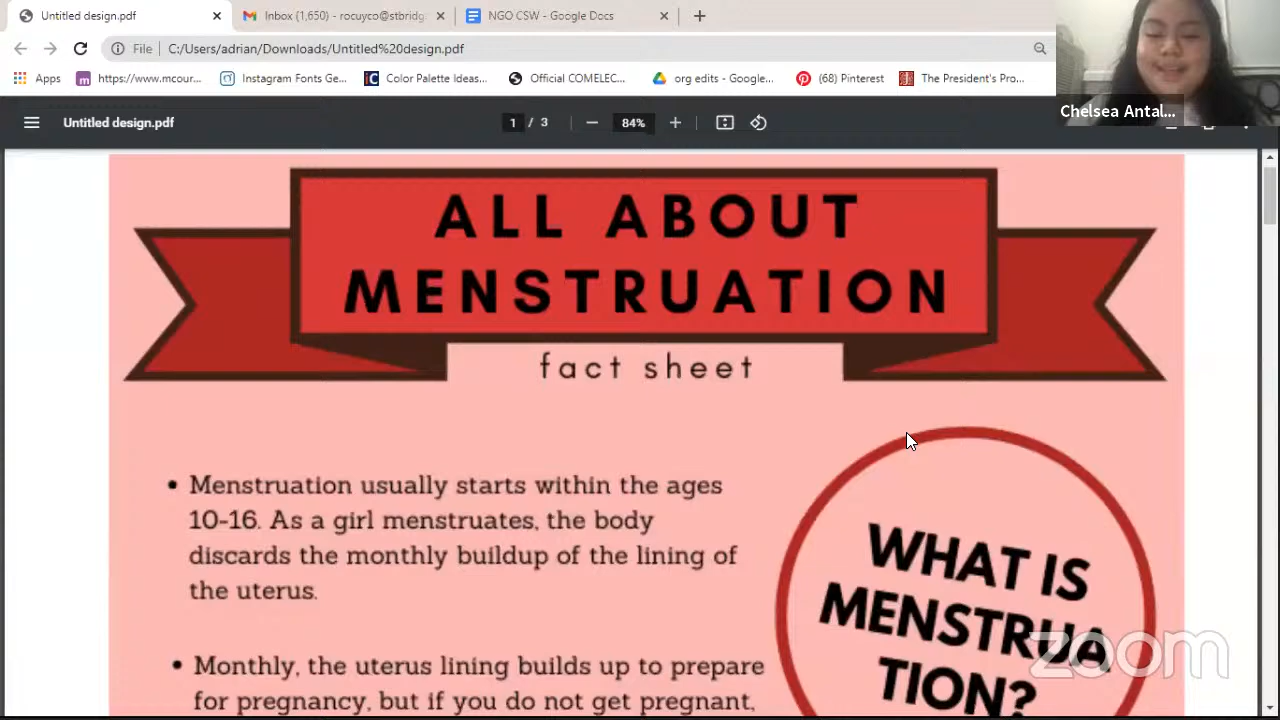 Untitled design.pdf
Inbox (1,650) - rocuyco@stbridg
NGO CSW - Google Docs
File
C:/Users/adrian/Downloads/Untitled%20design.pdf
Apps
https://www.mcour...
Instagram Fonts Ge...
Color Palette Ideas...
Official COMELEC...
org edits - Google...
(68) Pinterest
The President's Pro...
Chelsea Antal...
Untitled design.pdf
1 / 3
84%
ALL ABOUT
MENSTRUATION
fact sheet
• Menstruation usually starts within the ages
10-16. As a girl menstruates, the body
discards the monthly buildup of the lining of
the uterus.
• Monthly, the uterus lining builds up to prepare
for pregnancy, but if you do not get pregnant,
WHAT IS
MENSTRUA
TION?
zoom